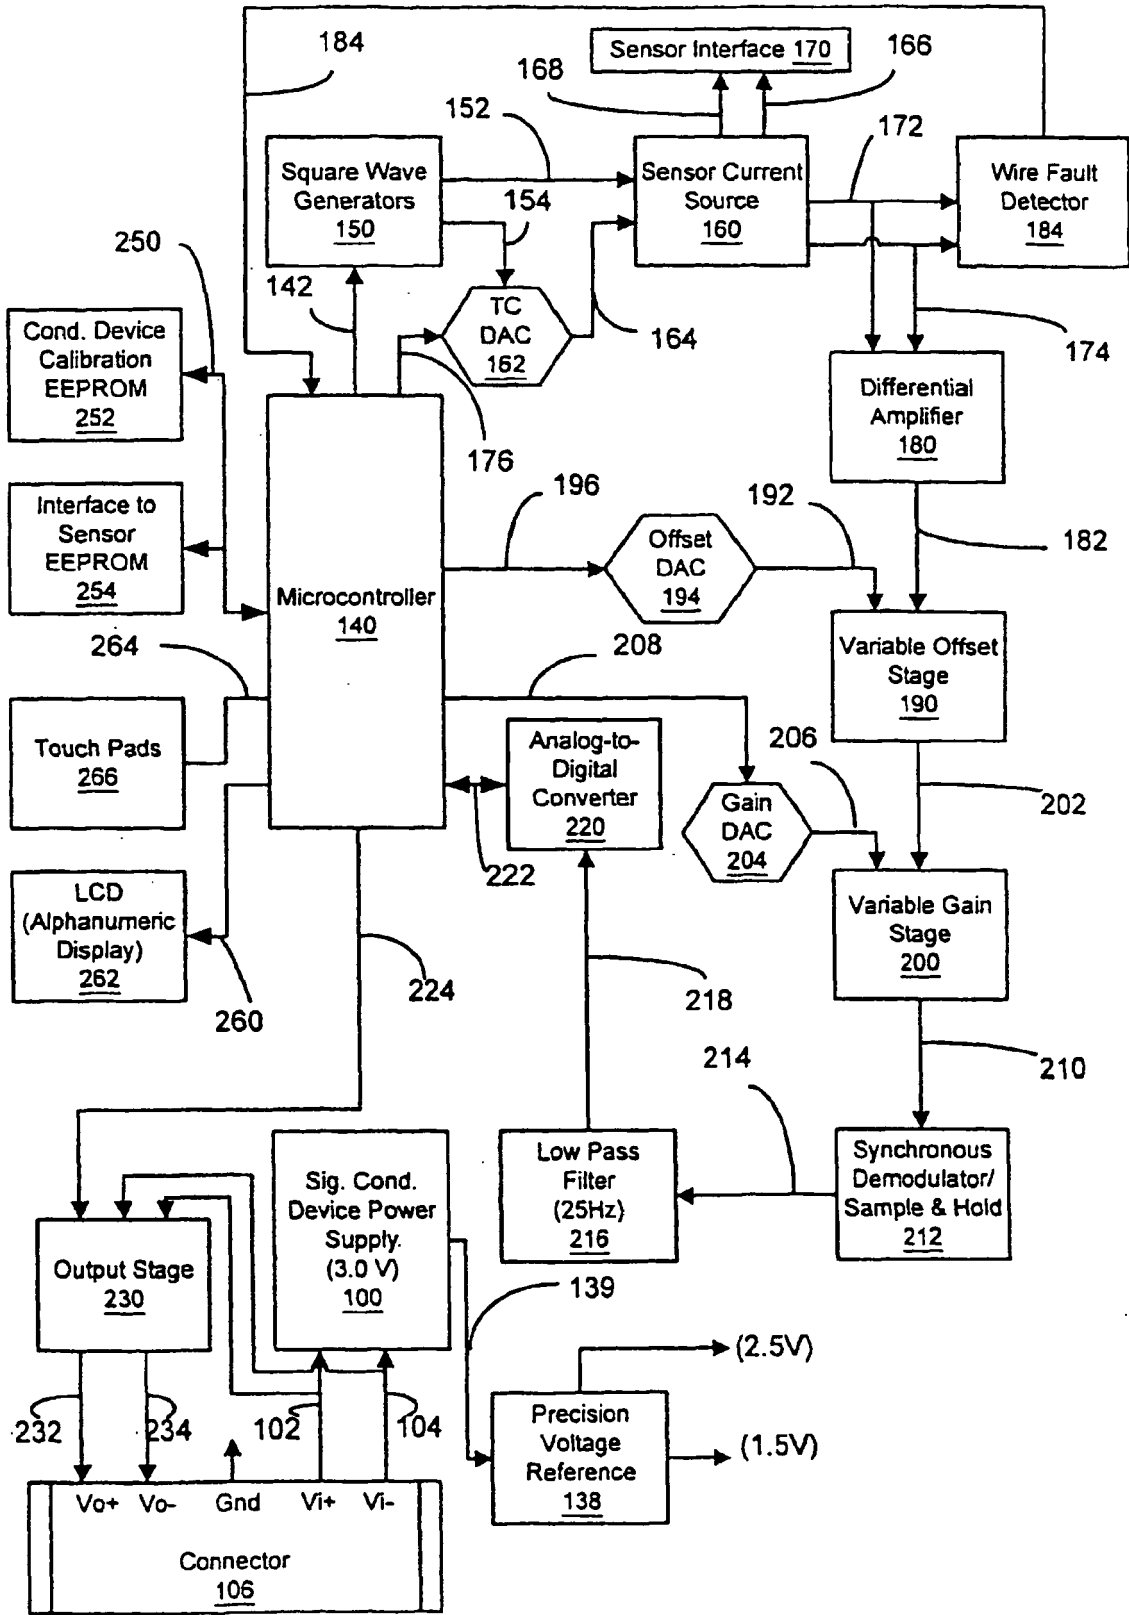 184
Sensor Interface 170
166
168
152
172
Square Wave
Generators
150
154
Sensor Current
Source
160
Wire Fault
Detector
184
250
142
TC
DAC
162
164
174
Cond. Device
Calibration
EEPROM
252
176
Differential
Amplifier
180
196
192
182
Interface to
Sensor
EEPROM
254
Offset
DAC
194
Microcontroller
140
264
208
Variable Offset
Stage
190
Touch Pads
266
Analog-to-
Digital
Converter
220
206
202
Gain
DAC
204
222
LCD
(Alphanumeric
Display)
262
Variable Gain
Stage
200
224
218
260
214
210
Sig. Cond.
Device Power
Supply.
(3.0 V)
100
Low Pass
Filter
(25Hz)
216
Synchronous
Demodulator/
Sample & Hold
212
Output Stage
230
139
(2.5V)
232
234
102
104
Precision
Voltage
Reference
138
(1.5V)
Vo+ Vo- Gnd Vi+ Vi-
Connector
106